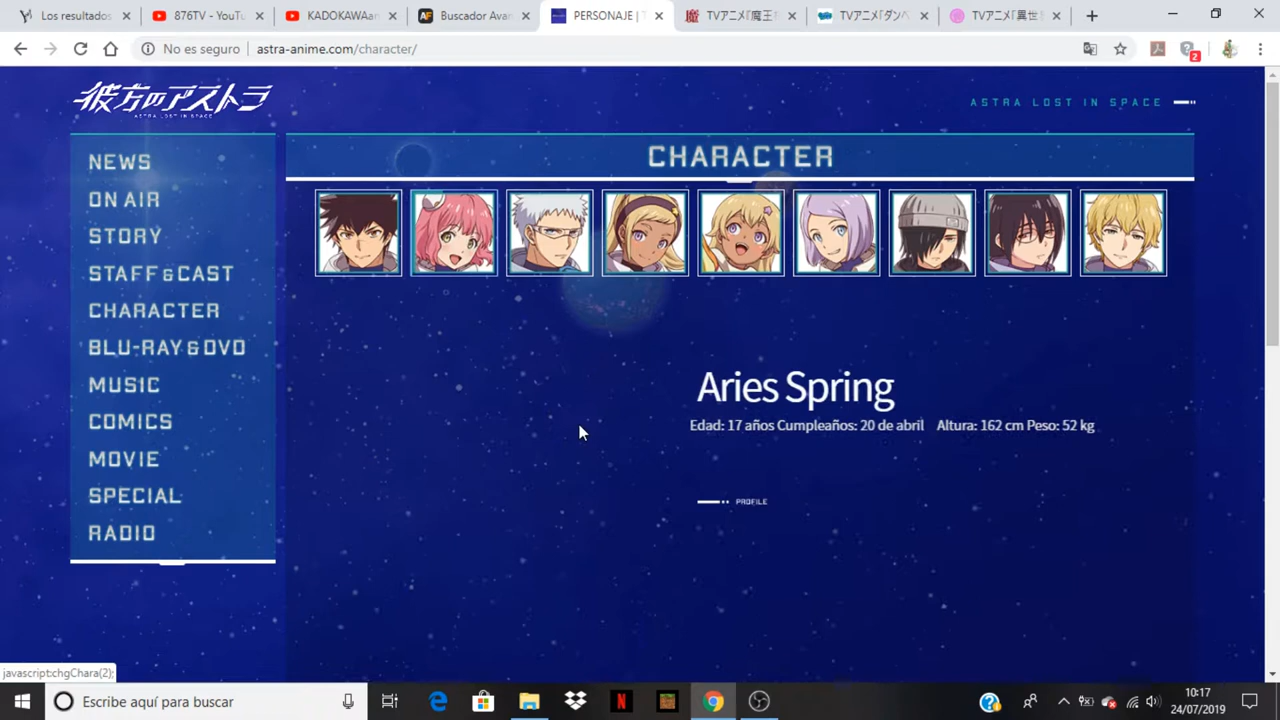 Los resultados
876TV - YouTu
KADOKAWAan
Buscador Avan
PERSONAJE | T
TVアニメ『魔王
TVアニメ『ダンベ
TVアニメ『異世
No es seguro
astra-anime.com/character/
2
彼方のアストラ
ASTRA LOST IN SPACE
ASTRA LOST IN SPACE
NEWS
ON AIR
STORY
STAFF & CAST
CHARACTER
BLU-RAY & DVD
MUSIC
COMICS
MOVIE
SPECIAL
RADIO
CHARACTER
Aries Spring
Edad: 17 años Cumpleaños: 20 de abril Altura: 162 cm Peso: 52 kg
PROFILE
javascript:chgChara(2);
Escribe aquí para buscar
10:17
24/07/2019